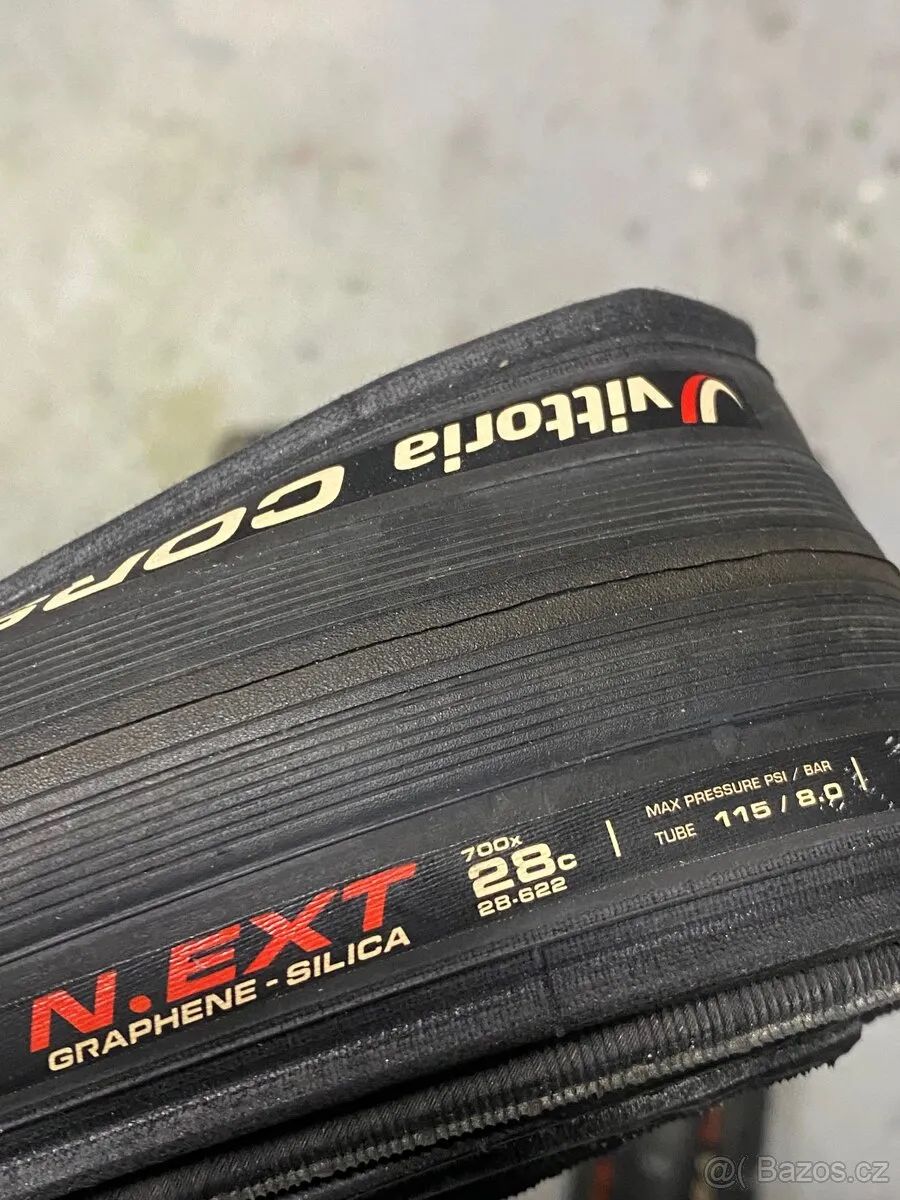 vittoria CORS
N.EXT
GRAPHENE - SILICA
700x
28c
28-622
MAX PRESSURE PSI / BAR
TUBE 115 / 8.0
@( Bazos.cz